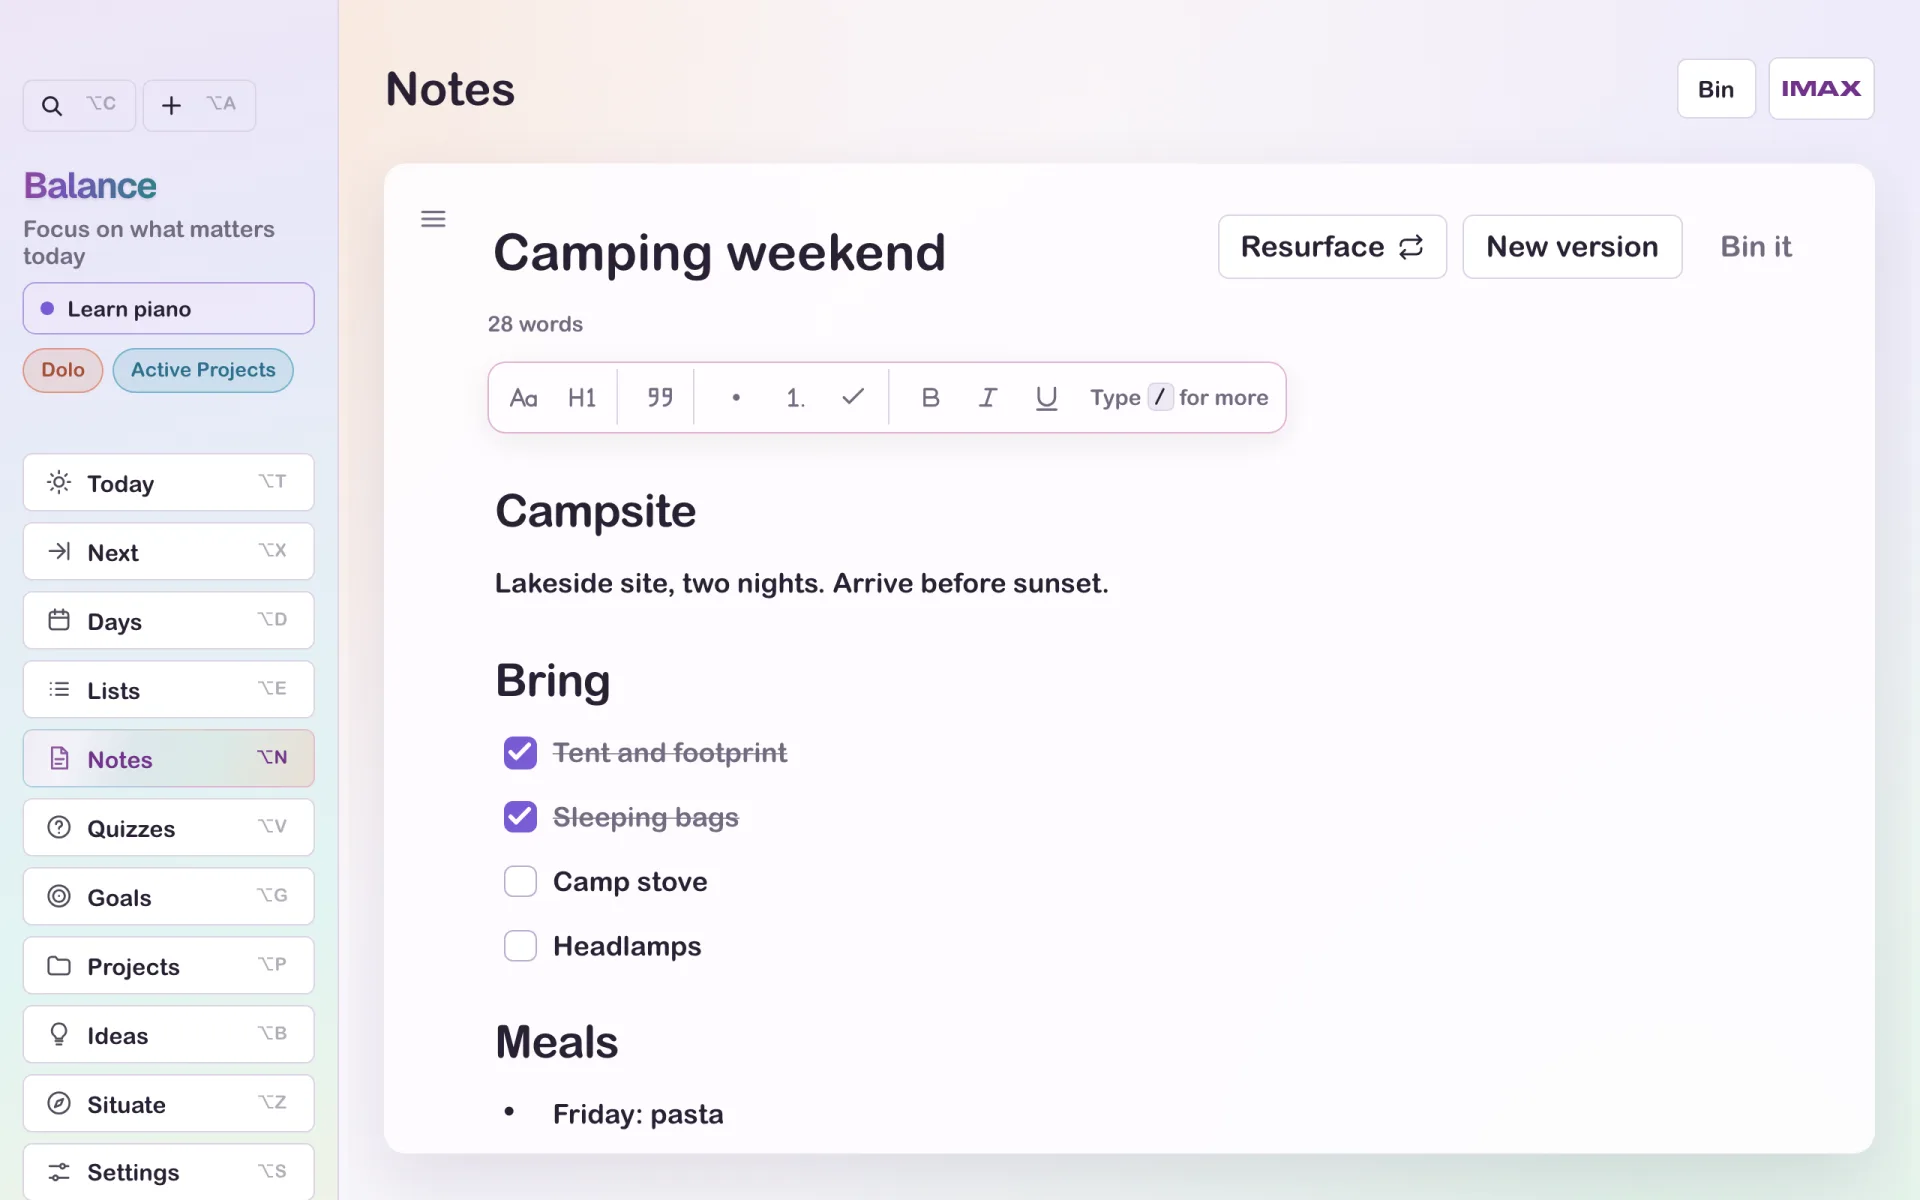 ⌥C
⌥A
Balance
Focus on what matters
today
Learn piano
Dolo
Active Projects
Today ⌥T
Next ⌥X
Days ⌥D
Lists ⌥E
Notes ⌥N
Quizzes ⌥V
Goals ⌥G
Projects ⌥P
Ideas ⌥B
Situate ⌥Z
Settings ⌥S
Notes
Bin
IMAX
Camping weekend
Resurface
New version
Bin it
28 words
Aa H1 99 • 1. B I U Type / for more
Campsite
Lakeside site, two nights. Arrive before sunset.
Bring
Tent and footprint
Sleeping bags
Camp stove
Headlamps
Meals
• Friday: pasta